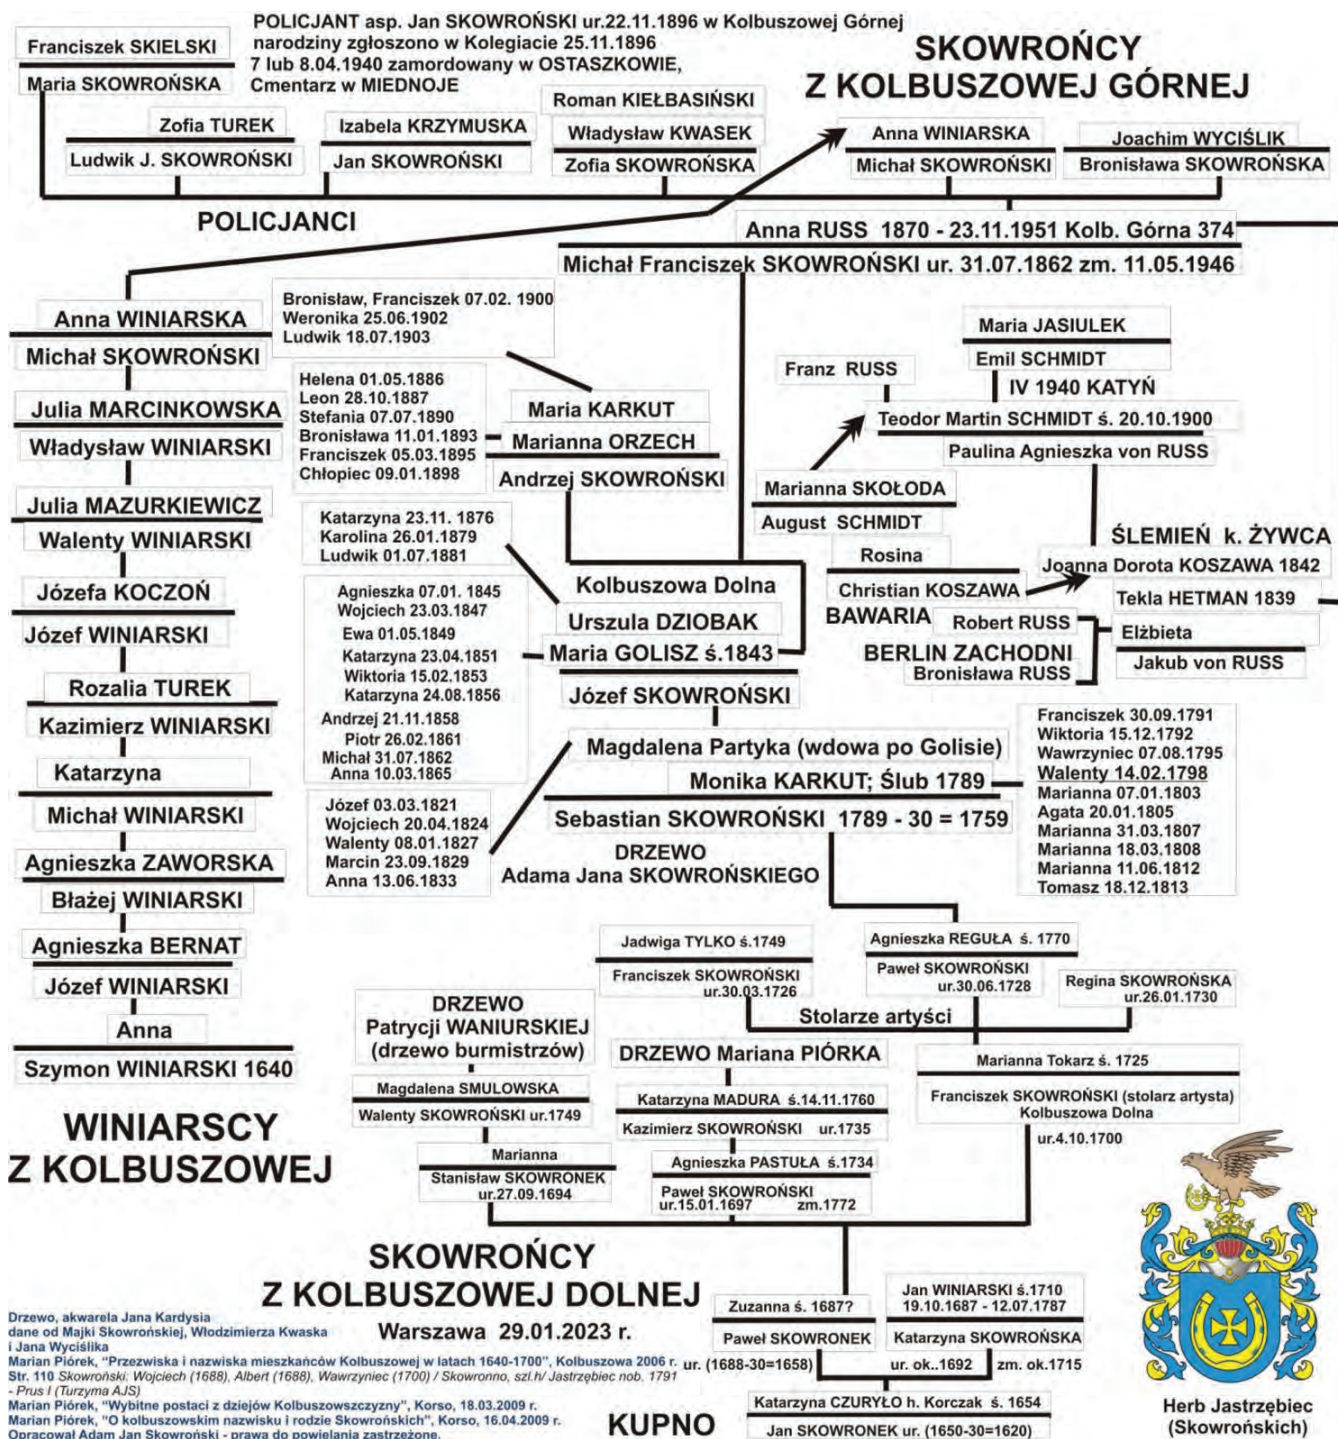 POLICJANT asp. Jan SKOWROŃSKI ur.22.11.1896 w Kolbuszowej Górnej
narodziny zgłoszono w Kolegiacie 25.11.1896
7 lub 8.04.1940 zamordowany w OSTASZKOWIE,
Cmentarz w MIEDNOJE
SKOWROŃCY
Z KOLBUSZOWEJ GÓRNEJ
Franciszek SKIELSKI
Maria SKOWROŃSKA
Zofia TUREK
Ludwik J. SKOWROŃSKI
Izabela KRZYMUSKA
Jan SKOWROŃSKI
Roman KIEŁBASIŃSKI
Władysław KWASEK
Zofia SKOWROŃSKA
Anna WINIARSKA
Michał SKOWROŃSKI
Joachim WYCIŚLIK
Bronisława SKOWROŃSKA
POLICJANCI
Anna RUSS 1870 - 23.11.1951 Kolb. Górna 374
Michał Franciszek SKOWROŃSKI ur. 31.07.1862 zm. 11.05.1946
Anna WINIARSKA
Michał SKOWROŃSKI
Julia MARCINKOWSKA
Władysław WINIARSKI
Julia MAZURKIEWICZ
Walenty WINIARSKI
Józefa KOCZOŃ
Józef WINIARSKI
Rozalia TUREK
Kazimierz WINIARSKI
Katarzyna
Michał WINIARSKI
Agnieszka ZAWORSKA
Błażej WINIARSKI
Agnieszka BERNAT
Józef WINIARSKI
Anna
Szymon WINIARSKI 1640
WINIARSCY
Z KOLBUSZOWEJ
Bronisław, Franciszek 07.02. 1900
Weronika 25.06.1902
Ludwik 18.07.1903
Helena 01.05.1886
Leon 28.10.1887
Stefania 07.07.1890
Bronisława 11.01.1893
Franciszek 05.03.1895
Chłopiec 09.01.1898
Maria KARKUT
Marianna ORZECH
Andrzej SKOWROŃSKI
Katarzyna 23.11. 1876
Karolina 26.01.1879
Ludwik 01.07.1881
Agnieszka 07.01. 1845
Wojciech 23.03.1847
Ewa 01.05.1849
Katarzyna 23.04.1851
Wiktoria 15.02.1853
Katarzyna 24.08.1856
Andrzej 21.11.1858
Piotr 26.02.1861
Michał 31.07.1862
Anna 10.03.1865
Kolbuszowa Dolna
Urszula DZIOBAK
Maria GOLISZ ś.1843
Józef SKOWROŃSKI
Józef 03.03.1821
Wojciech 20.04.1824
Walenty 08.01.1827
Marcin 23.09.1829
Anna 13.06.1833
Magdalena Partyka (wdowa po Golisie)
Monika KARKUT; Ślub 1789
Sebastian SKOWROŃSKI 1789 - 30 = 1759
DRZEWO
Adama Jana SKOWROŃSKIEGO
Maria JASIULEK
Emil SCHMIDT
Franz RUSS
IV 1940 KATYŃ
Teodor Martin SCHMIDT ś. 20.10.1900
Paulina Agnieszka von RUSS
Marianna SKOŁODA
August SCHMIDT
Rosina
Christian KOSZAWA
BAWARIA
ŚLEMIEŃ k. ŻYWCA
Joanna Dorota KOSZAWA 1842
Tekla HETMAN 1839
Robert RUSS
Elżbieta
BERLIN ZACHODNI
Bronisława RUSS
Jakub von RUSS
Franciszek 30.09.1791
Wiktoria 15.12.1792
Wawrzyniec 07.08.1795
Walenty 14.02.1798
Marianna 07.01.1803
Agata 20.01.1805
Marianna 31.03.1807
Marianna 18.03.1808
Marianna 11.06.1812
Tomasz 18.12.1813
Jadwiga TYLKO ś.1749
Franciszek SKOWROŃSKI
ur.30.03.1726
Agnieszka REGUŁA ś. 1770
Paweł SKOWROŃSKI
ur.30.06.1728
Regina SKOWROŃSKA
ur.26.01.1730
Stolarze artyści
DRZEWO
Patrycji WANIURSKIEJ
(drzewo burmistrzów)
Magdalena SMULOWSKA
Walenty SKOWROŃSKI ur.1749
Marianna
Stanisław SKOWRONEK
ur.27.09.1694
DRZEWO Mariana PIÓRKA
Katarzyna MADURA ś.14.11.1760
Kazimierz SKOWROŃSKI ur.1735
Agnieszka PASTUŁA ś.1734
Paweł SKOWROŃSKI
ur.15.01.1697 zm.1772
Marianna Tokarz ś. 1725
Franciszek SKOWROŃSKI (stolarz artysta)
Kolbuszowa Dolna
ur.4.10.1700
SKOWROŃCY
Z KOLBUSZOWEJ DOLNEJ
Warszawa 29.01.2023 r.
Zuzanna ś. 1687?
Paweł SKOWRONEK
ur. (1688-30=1658)
Jan WINIARSKI ś.1710
19.10.1687 - 12.07.1787
Katarzyna SKOWROŃSKA
ur. ok..1692 zm. ok.1715
Katarzyna CZURYŁO h. Korczak ś. 1654
Jan SKOWRONEK ur. (1650-30=1620)
KUPNO
Herb Jastrzębiec
(Skowrońskich)
Drzewo, akwarela Jana Kardysia
dane od Majki Skowrońskiej, Włodzimierza Kwaska
i Jana Wyciślika
Marian Piórek, "Przezwiska i nazwiska mieszkańców Kolbuszowej w latach 1640-1700", Kolbuszowa 2006 r.
Str. 110 Skowroński: Wojciech (1688), Albert (1688), Wawrzyniec (1700) / Skowronno, szl.h/ Jastrzębiec nob. 1791
- Prus I (Turzyma AJS)
Marian Piórek, "Wybitne postaci z dziejów Kolbuszowszczyzny", Korso, 18.03.2009 r.
Marian Piórek, "O kolbuszowskim nazwisku i rodzie Skowrońskich", Korso, 16.04.2009 r.
Opracował Adam Jan Skowroński - prawa do powielania zastrzeżone.